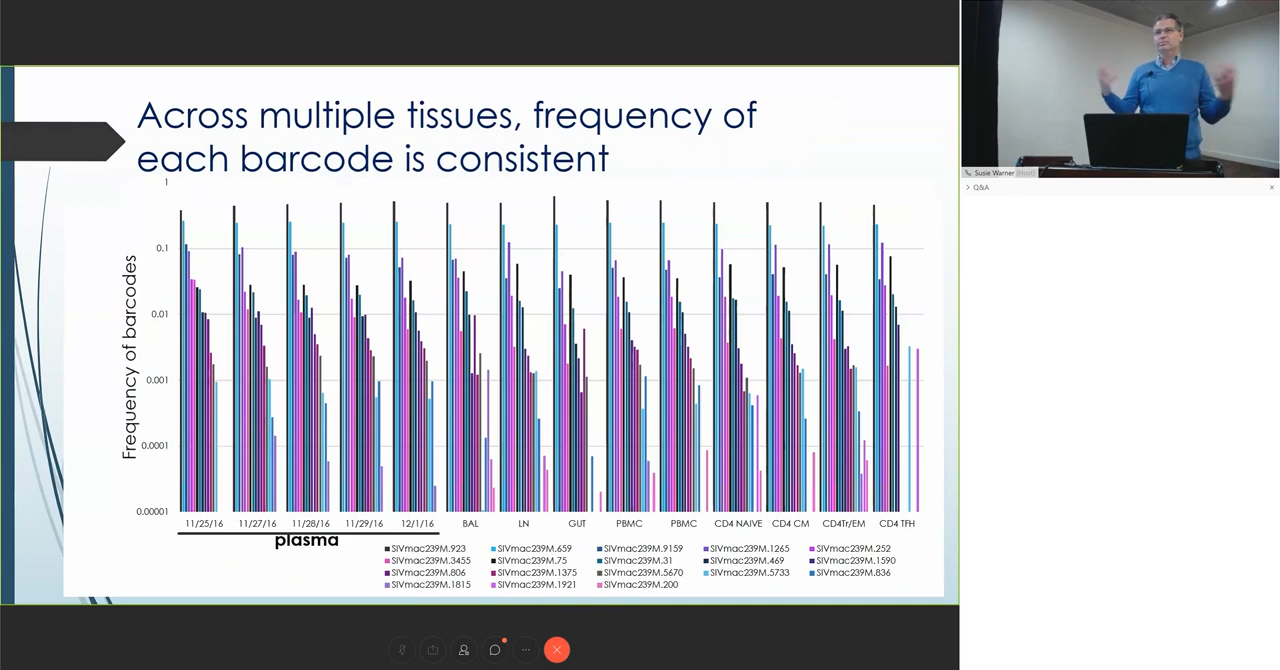 Across multiple tissues, frequency of
each barcode is consistent
Frequency of barcodes
1
0.1
0.01
0.001
0.0001
0.00001
11/25/16 11/27/16 11/28/16 11/29/16 12/1/16 BAL LN GUT PBMC PBMC CD4 NAIVE CD4 CM CD4Tr/EM CD4 TFH
plasma
SIVmac239M.923 SIVmac239M.659 SIVmac239M.9159 SIVmac239M.1265 SIVmac239M.252
SIVmac239M.3455 SIVmac239M.75 SIVmac239M.31 SIVmac239M.469 SIVmac239M.1590
SIVmac239M.806 SIVmac239M.1375 SIVmac239M.5670 SIVmac239M.5733 SIVmac239M.836
SIVmac239M.1815 SIVmac239M.1921 SIVmac239M.200
Susie Warner (Host)
Q&A